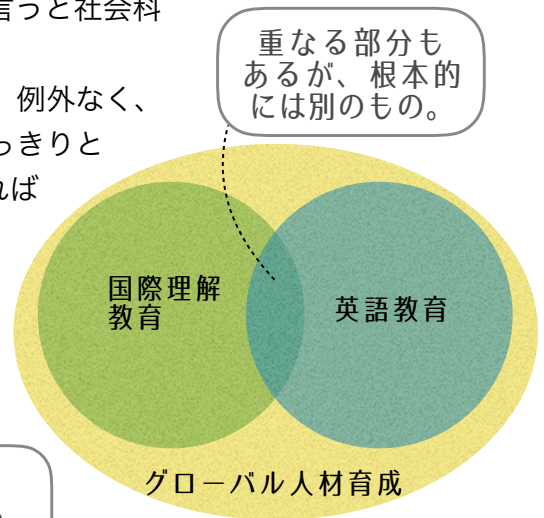 言うと社会科
例外なく、
っきりと
れば
重なる部分も
あるが、根本的
には別のもの。
国際理解
教育
英語教育
グローバル人材育成